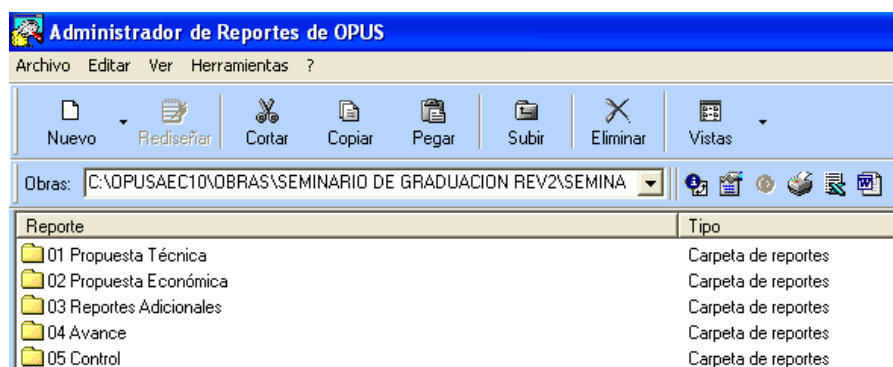 Administrador de Reportes de OPUS
Archivo Editar Ver Herramientas ?
Nuevo Rediseñar Cortar Copiar Pegar Subir Eliminar Vistas
Obras: C:\OPUSAEC10\OBRAS\SEMINARIO DE GRADUACION REV2\SEMINA
Reporte Tipo
01 Propuesta Técnica Carpeta de reportes
02 Propuesta Económica Carpeta de reportes
03 Reportes Adicionales Carpeta de reportes
04 Avance Carpeta de reportes
05 Control Carpeta de reportes